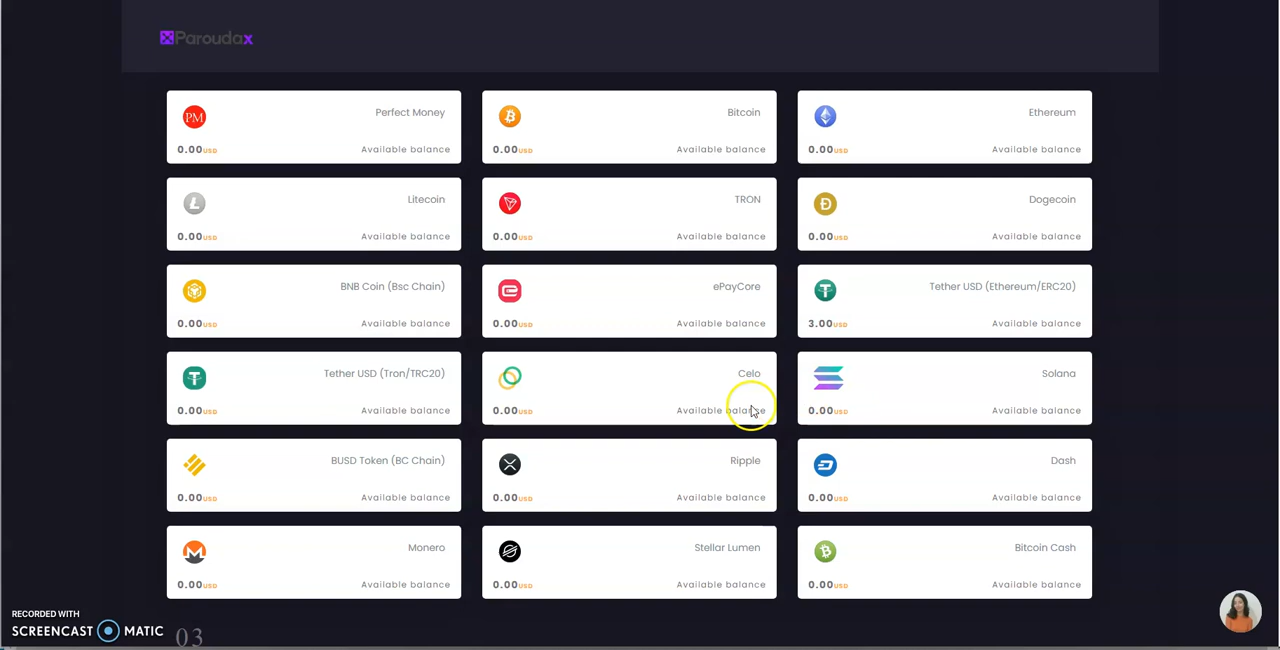 Paroudax
Perfect Money
0.00USD Available balance
Bitcoin
0.00USD Available balance
Ethereum
0.00USD Available balance
Litecoin
0.00USD Available balance
TRON
0.00USD Available balance
Dogecoin
0.00USD Available balance
BNB Coin (Bsc Chain)
0.00USD Available balance
ePayCore
0.00USD Available balance
Tether USD (Ethereum/ERC20)
3.00USD Available balance
Tether USD (Tron/TRC20)
0.00USD Available balance
Celo
0.00USD Available balance
Solana
0.00USD Available balance
BUSD Token (BC Chain)
0.00USD Available balance
Ripple
0.00USD Available balance
Dash
0.00USD Available balance
Monero
0.00USD Available balance
Stellar Lumen
0.00USD Available balance
Bitcoin Cash
0.00USD Available balance
RECORDED WITH
SCREENCAST MATIC
03
PM